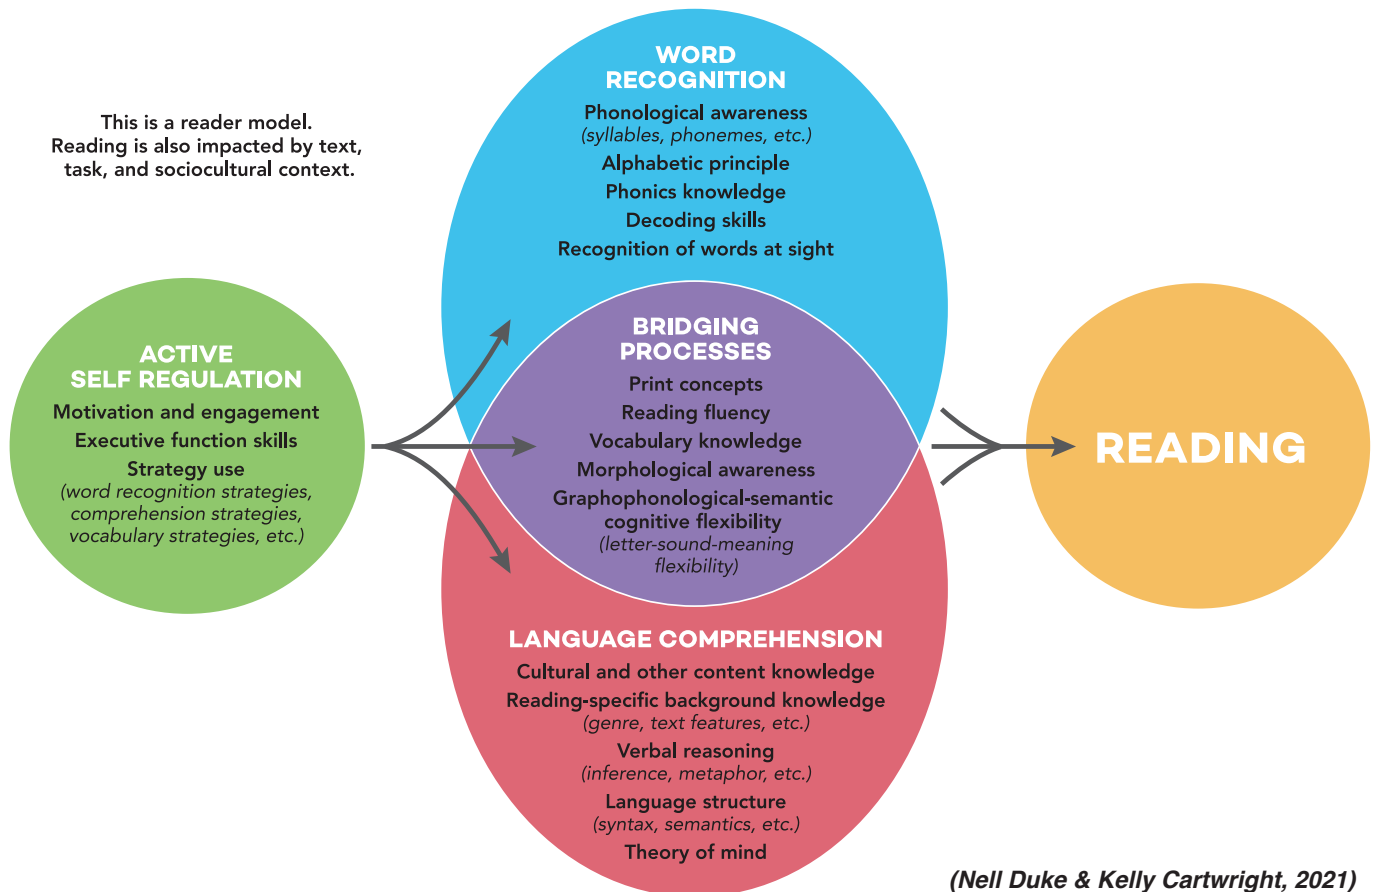 This is a reader model.
Reading is also impacted by text,
task, and sociocultural context.
WORD
RECOGNITION
Phonological awareness
(syllables, phonemes, etc.)
Alphabetic principle
Phonics knowledge
Decoding skills
Recognition of words at sight
ACTIVE
SELF REGULATION
Motivation and engagement
Executive function skills
Strategy use
(word recognition strategies,
comprehension strategies,
vocabulary strategies, etc.)
BRIDGING
PROCESSES
Print concepts
Reading fluency
Vocabulary knowledge
Morphological awareness
Graphophonological-semantic
cognitive flexibility
(letter-sound-meaning
flexibility)
LANGUAGE COMPREHENSION
Cultural and other content knowledge
Reading-specific background knowledge
(genre, text features, etc.)
Verbal reasoning
(inference, metaphor, etc.)
Language structure
(syntax, semantics, etc.)
Theory of mind
READING
(Nell Duke & Kelly Cartwright, 2021)